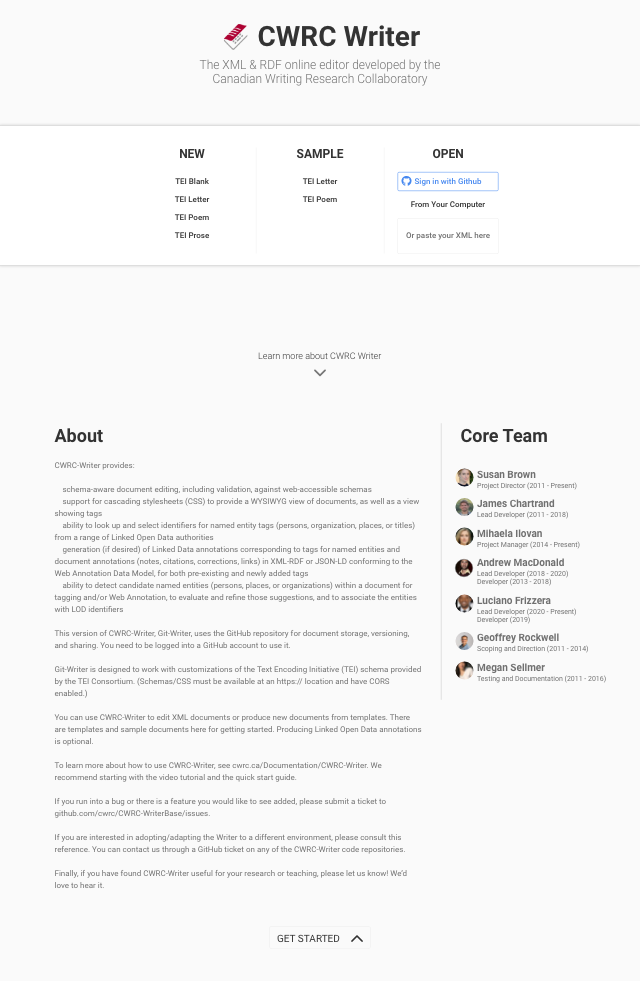 CWRC Writer
The XML & RDF online editor developed by the
Canadian Writing Research Collaboratory
NEW
TEI Blank
TEI Letter
TEI Poem
TEI Prose
SAMPLE
TEI Letter
TEI Poem
OPEN
Sign in with Github
From Your Computer
Or paste your XML here
Learn more about CWRC Writer
About
CWRC-Writer provides:
schema-aware document editing, including validation, against web-accessible schemas
support for cascading stylesheets (CSS) to provide a WYSIWYG view of documents, as well as a view
showing tags
ability to look up and select identifiers for named entity tags (persons, organization, places, or titles)
from a range of Linked Open Data authorities
generation (if desired) of Linked Data annotations corresponding to tags for named entities and
document annotations (notes, citations, corrections, links) in XML-RDF or JSON-LD conforming to the
Web Annotation Data Model, for both pre-existing and newly added tags
ability to detect candidate named entities (persons, places, or organizations) within a document for
tagging and/or Web Annotation, to evaluate and refine those suggestions, and to associate the entities
with LOD identifiers
This version of CWRC-Writer, Git-Writer, uses the GitHub repository for document storage, versioning,
and sharing. You need to be logged into a GitHub account to use it.
Git-Writer is designed to work with customizations of the Text Encoding Initiative (TEI) schema provided
by the TEI Consortium. (Schemas/CSS must be available at an https:// location and have CORS
enabled.)
You can use CWRC-Writer to edit XML documents or produce new documents from templates. There
are templates and sample documents here for getting started. Producing Linked Open Data annotations
is optional.
To learn more about how to use CWRC-Writer, see cwrc.ca/Documentation/CWRC-Writer. We
recommend starting with the video tutorial and the quick start guide.
If you run into a bug or there is a feature you would like to see added, please submit a ticket to
github.com/cwrc/CWRC-WriterBase/issues.
If you are interested in adopting/adapting the Writer to a different environment, please consult this
reference. You can contact us through a GitHub ticket on any of the CWRC-Writer code repositories.
Finally, if you have found CWRC-Writer useful for your research or teaching, please let us know! We'd
love to hear it.
Core Team
Susan Brown
Project Director (2011 - Present)
James Chartrand
Lead Developer (2011 - 2018)
Mihaela Ilovan
Project Manager (2014 - Present)
Andrew MacDonald
Lead Developer (2018 - 2020)
Developer (2013 - 2018)
Luciano Frizzera
Lead Developer (2020 - Present)
Developer (2019)
Geoffrey Rockwell
Scoping and Direction (2011 - 2014)
Megan Sellmer
Testing and Documentation (2011 - 2016)
GET STARTED